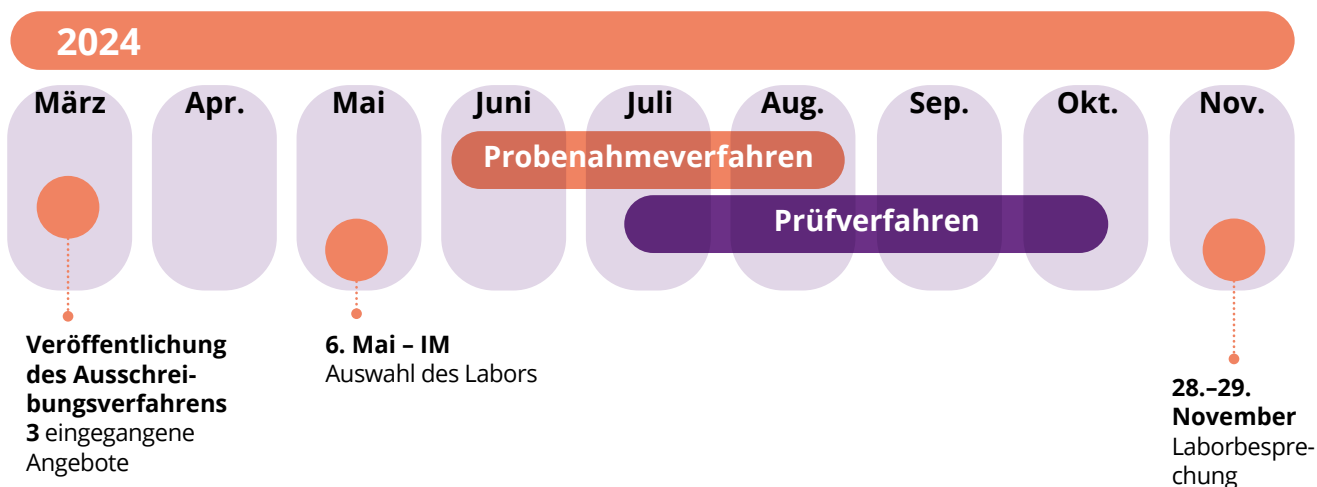 2024
März Apr. Mai Juni Juli Aug. Sep. Okt. Nov.
Probenahmeverfahren
Prüfverfahren
Veröffentlichung
des Ausschrei-
bungsverfahrens
3 eingegangene
Angebote
6. Mai – IM
Auswahl des Labors
28.–29.
November
Laborbespre-
chung